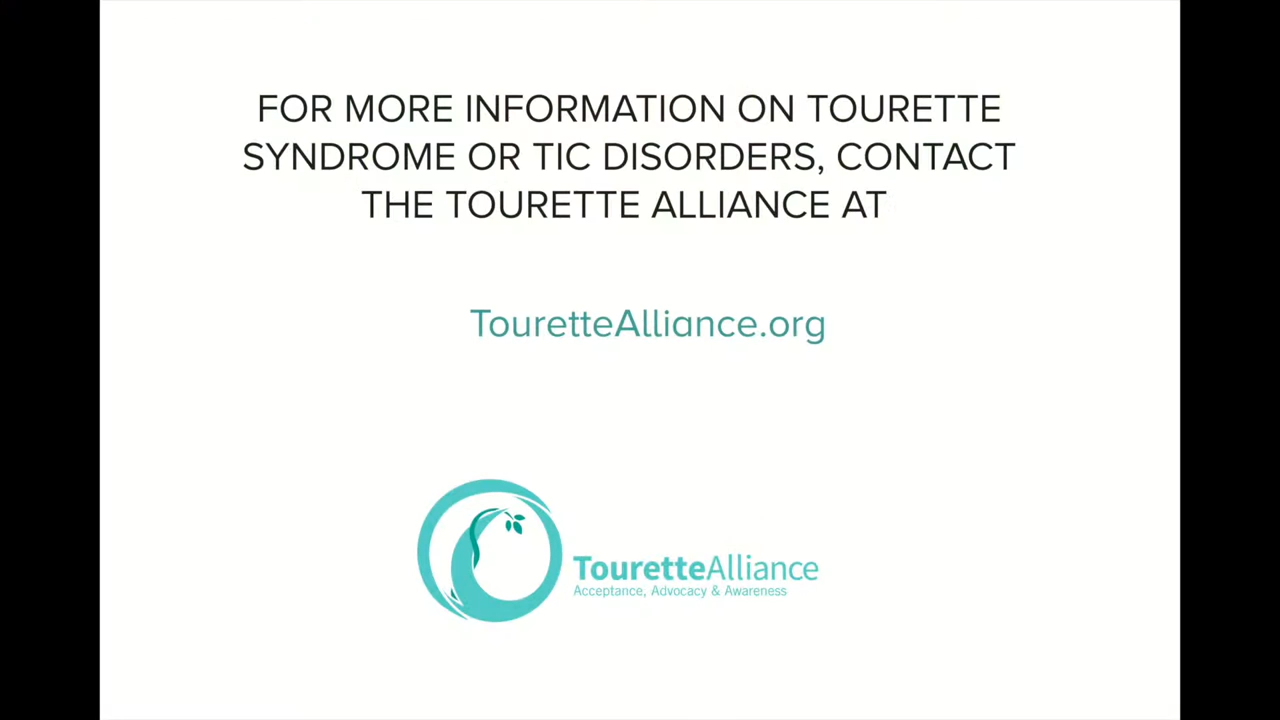 FOR MORE INFORMATION ON TOURETTE
SYNDROME OR TIC DISORDERS, CONTACT
THE TOURETTE ALLIANCE AT
TouretteAlliance.org
TouretteAlliance
Acceptance, Advocacy & Awareness